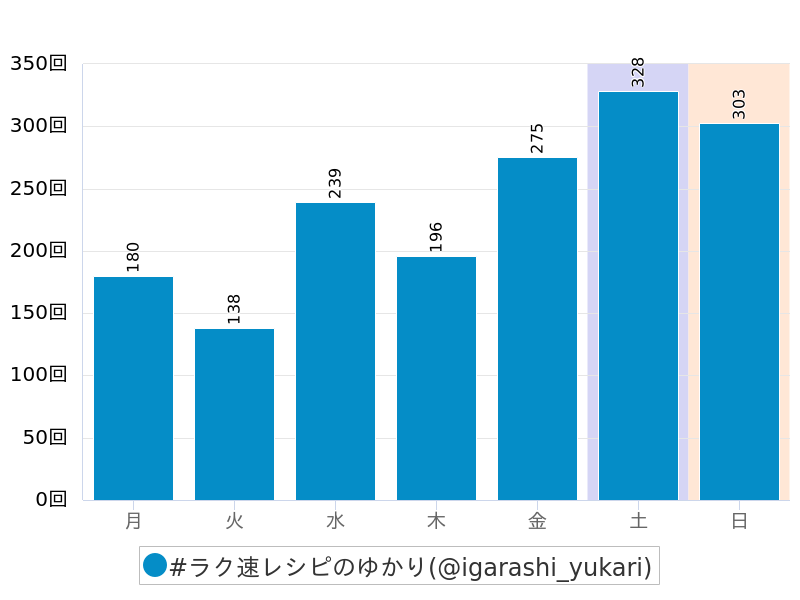 350回
300回
250回
200回
150回
100回
50回
0回
180
138
239
196
275
328
303
月 火 水 木 金 土 日
#ラク速レシピのゆかり(@igarashi_yukari)